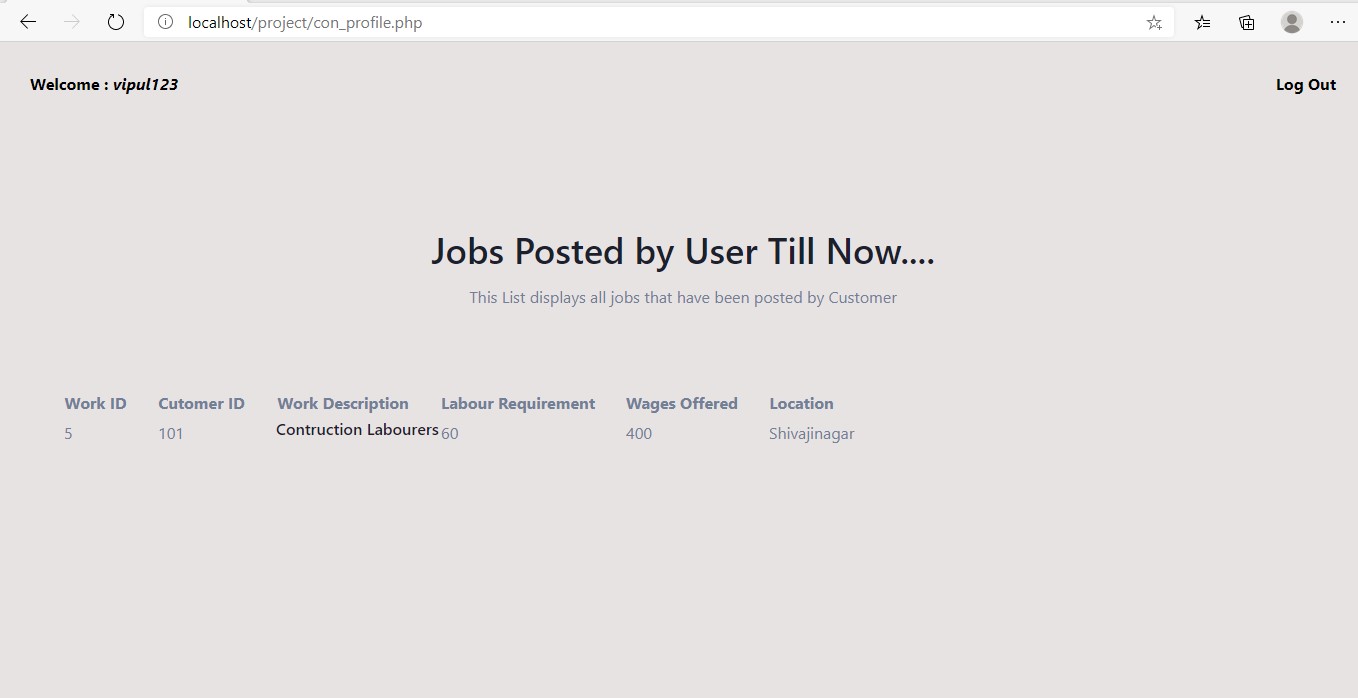 localhost/project/con_profile.php
Welcome : vipul123 Log Out
Jobs Posted by User Till Now....
This List displays all jobs that have been posted by Customer
Work ID Cutomer ID Work Description Labour Requirement Wages Offered Location
5 101 Contruction Labourers 60 400 Shivajinagar